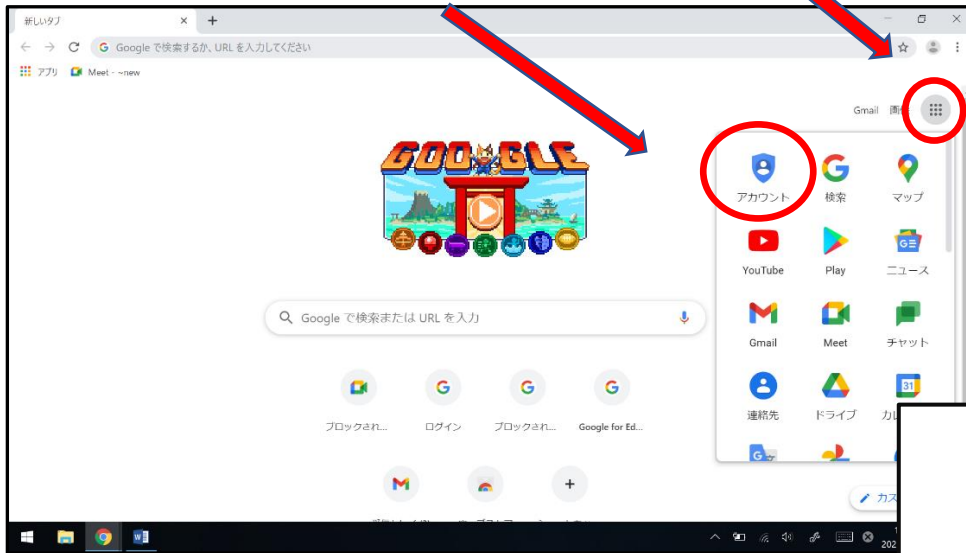 新しいタブ
Google で検索するか、URL を入力してください
アプリ Meet - ~new
Gmail
GOOGLE
アカウント 検索 マップ
YouTube Play ニュース
Gmail Meet チャット
連絡先 ドライブ
Google で検索または URL を入力
ブロックされ... ログイン ブロックされ... Google for Ed...
202